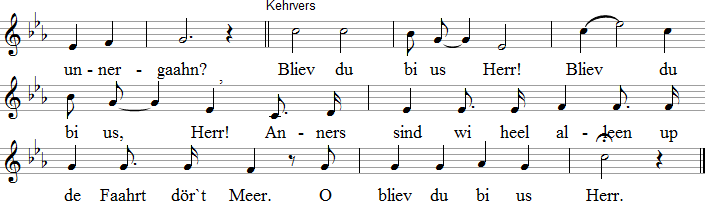 Kehrvers
un - ner - gaahn? Bliev du bi us Herr! Bliev du
bi us, Herr! An - ners sind wi heel al - leen up
de Faahrt dör`t Meer. O bliev du bi us Herr.